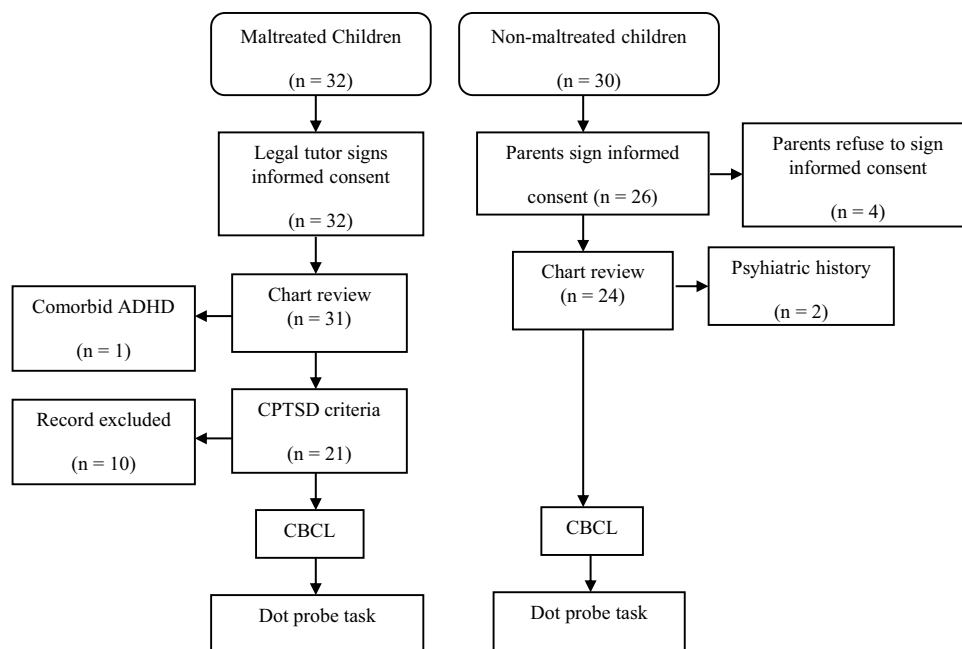 Maltreated Children
(n = 32)
Non-maltreated children
(n = 30)
Legal tutor signs
informed consent
(n = 32)
Parents sign informed
consent (n = 26)
Parents refuse to sign
informed consent
(n = 4)
Chart review
(n = 31)
Comorbid ADHD
(n = 1)
Chart review
(n = 24)
Psyhiatric history
(n = 2)
CPTSD criteria
(n = 21)
Record excluded
(n = 10)
CBCL
CBCL
Dot probe task
Dot probe task